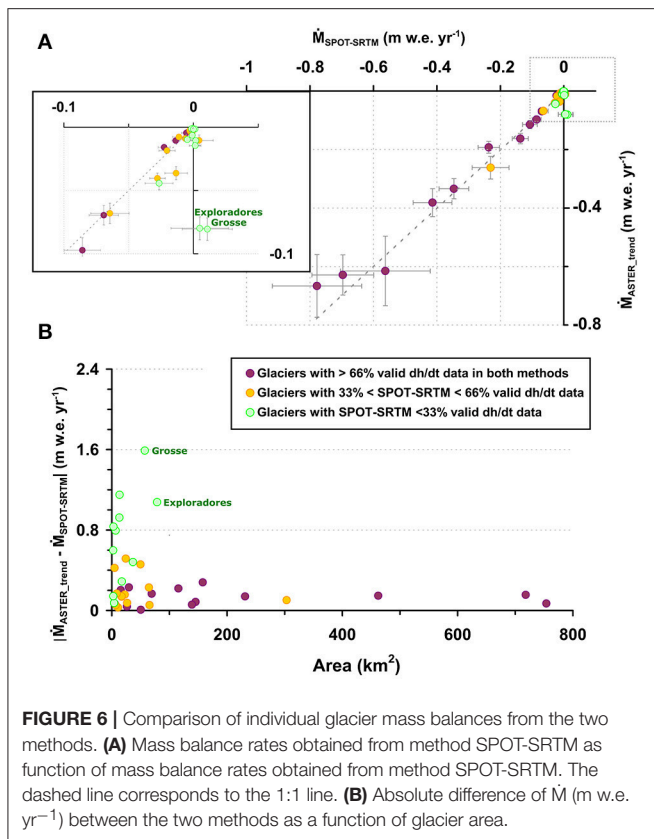 A
Ṁ SPOT-SRTM (m w.e. yr⁻¹)
-1 -0.8 -0.6 -0.4 -0.2 0
0
-0.4
-0.8
Ṁ ASTER_trend (m w.e. yr⁻¹)
-0.1 0
Exploradores
Grosse
-0.1
B
2.4
1.6
0.8
0
|Ṁ ASTER_trend - Ṁ SPOT-SRTM| (m w.e. yr⁻¹)
Glaciers with > 66% valid dh/dt data in both methods
Glaciers with 33% < SPOT-SRTM < 66% valid dh/dt data
Glaciers with SPOT-SRTM <33% valid dh/dt data
Grosse
Exploradores
0 200 400 600 800
Area (km²)
FIGURE 6 | Comparison of individual glacier mass balances from the two
methods. (A) Mass balance rates obtained from method SPOT-SRTM as
function of mass balance rates obtained from method SPOT-SRTM. The
dashed line corresponds to the 1:1 line. (B) Absolute difference of Ṁ (m w.e.
yr−1) between the two methods as a function of glacier area.